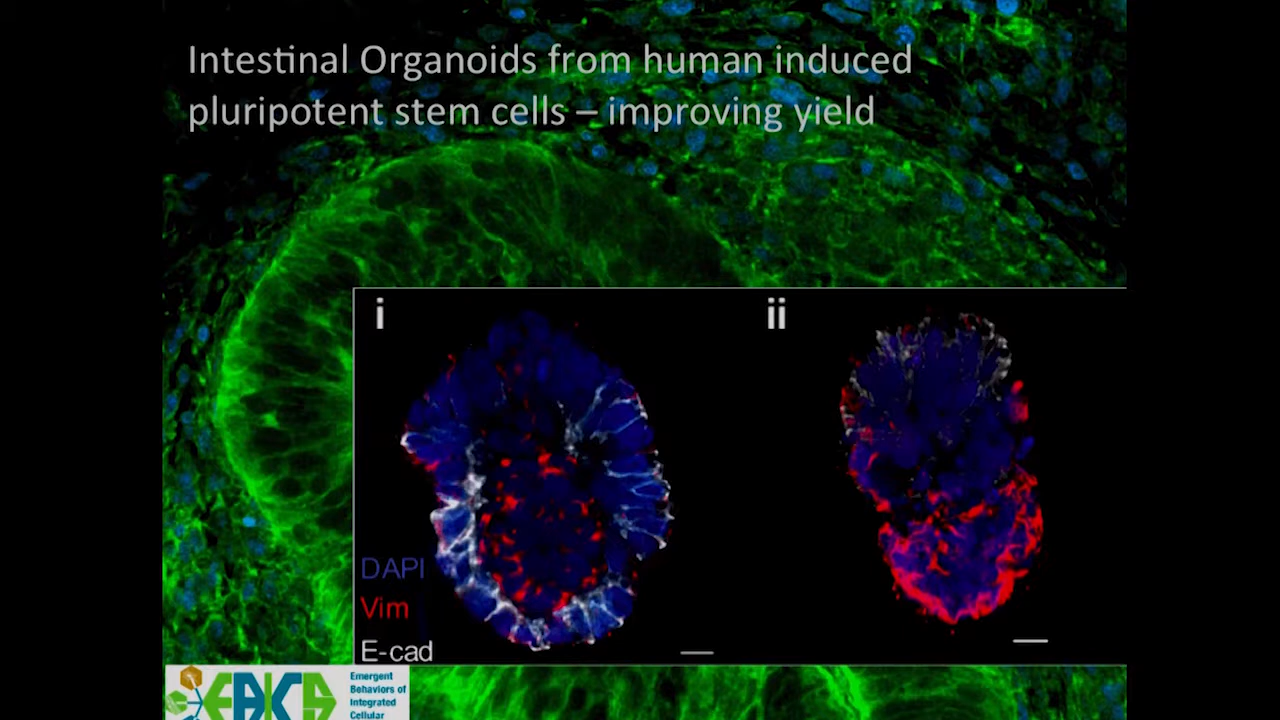 Intestinal Organoids from human induced
pluripotent stem cells – improving yield
i
ii
DAPI
Vim
E-cad
EBICS
Emergent
Behaviors of
Integrated
Cellular